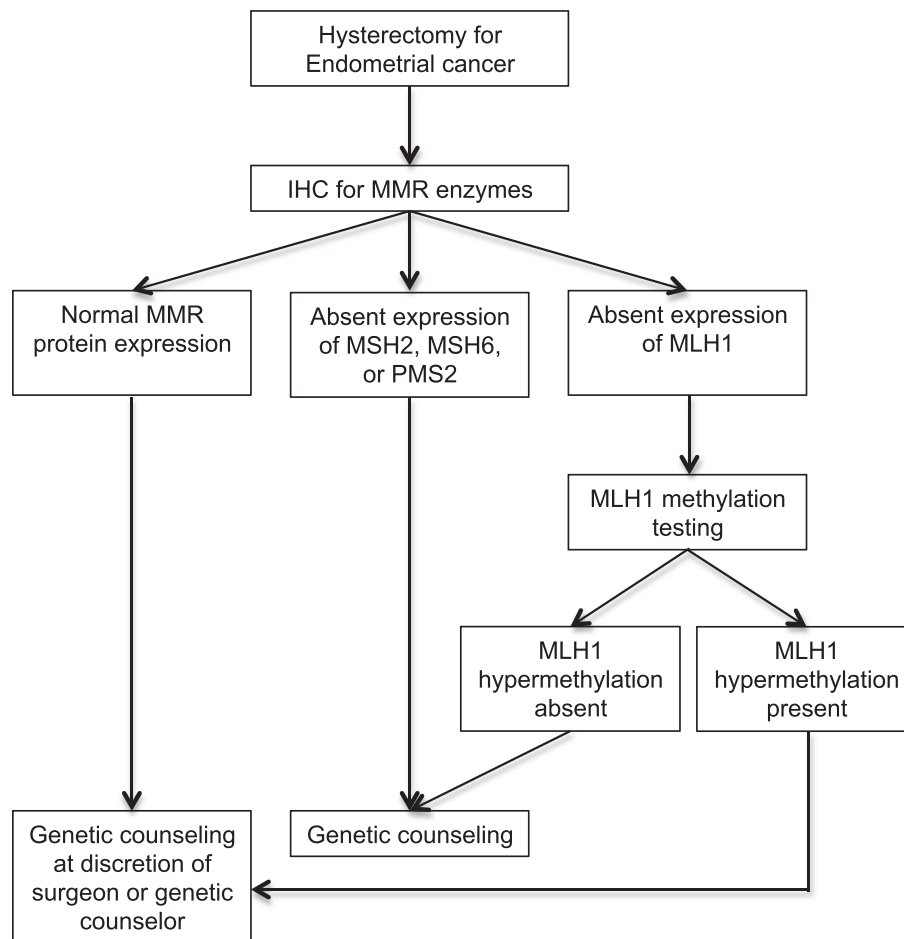 Hysterectomy for
Endometrial cancer
IHC for MMR enzymes
Normal MMR
protein expression
Absent expression
of MSH2, MSH6,
or PMS2
Absent expression
of MLH1
MLH1 methylation
testing
MLH1
hypermethylation
absent
MLH1
hypermethylation
present
Genetic counseling
at discretion of
surgeon or genetic
counselor
Genetic counseling